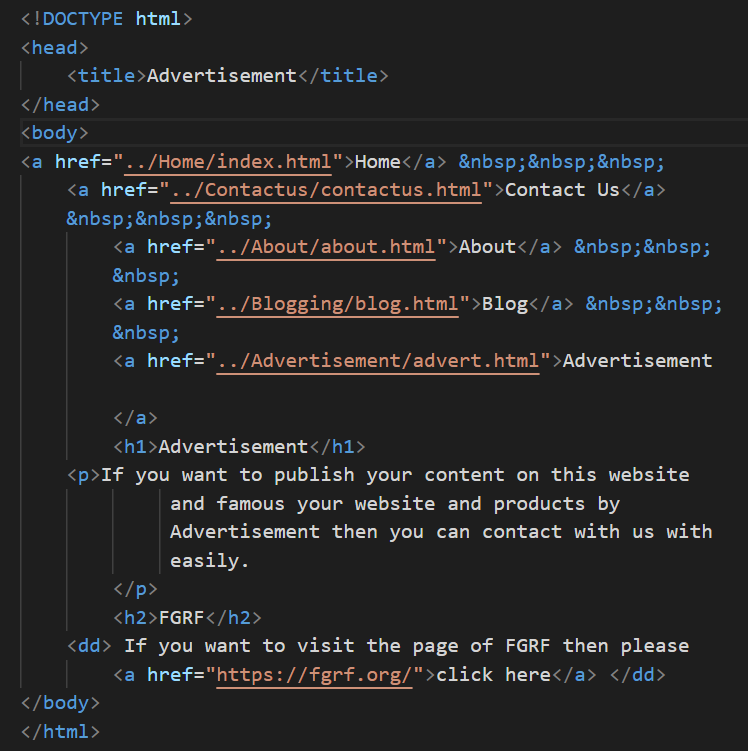 <!DOCTYPE html>
<head>
    <title>Advertisement</title>
</head>
<body>
<a href="../Home/index.html">Home</a> &nbsp;&nbsp;&nbsp;
    <a href="../Contactus/contactus.html">Contact Us</a>
    &nbsp;&nbsp;&nbsp;
        <a href="../About/about.html">About</a> &nbsp;&nbsp;
        &nbsp;
        <a href="../Blogging/blog.html">Blog</a> &nbsp;&nbsp;
        &nbsp;
        <a href="../Advertisement/advert.html">Advertisement

        </a>
        <h1>Advertisement</h1>
    <p>If you want to publish your content on this website
             and famous your website and products by
             Advertisement then you can contact with us with
             easily.
        </p>
        <h2>FGRF</h2>
    <dd> If you want to visit the page of FGRF then please
        <a href="https://fgrf.org/">click here</a> </dd>
</body>
</html>